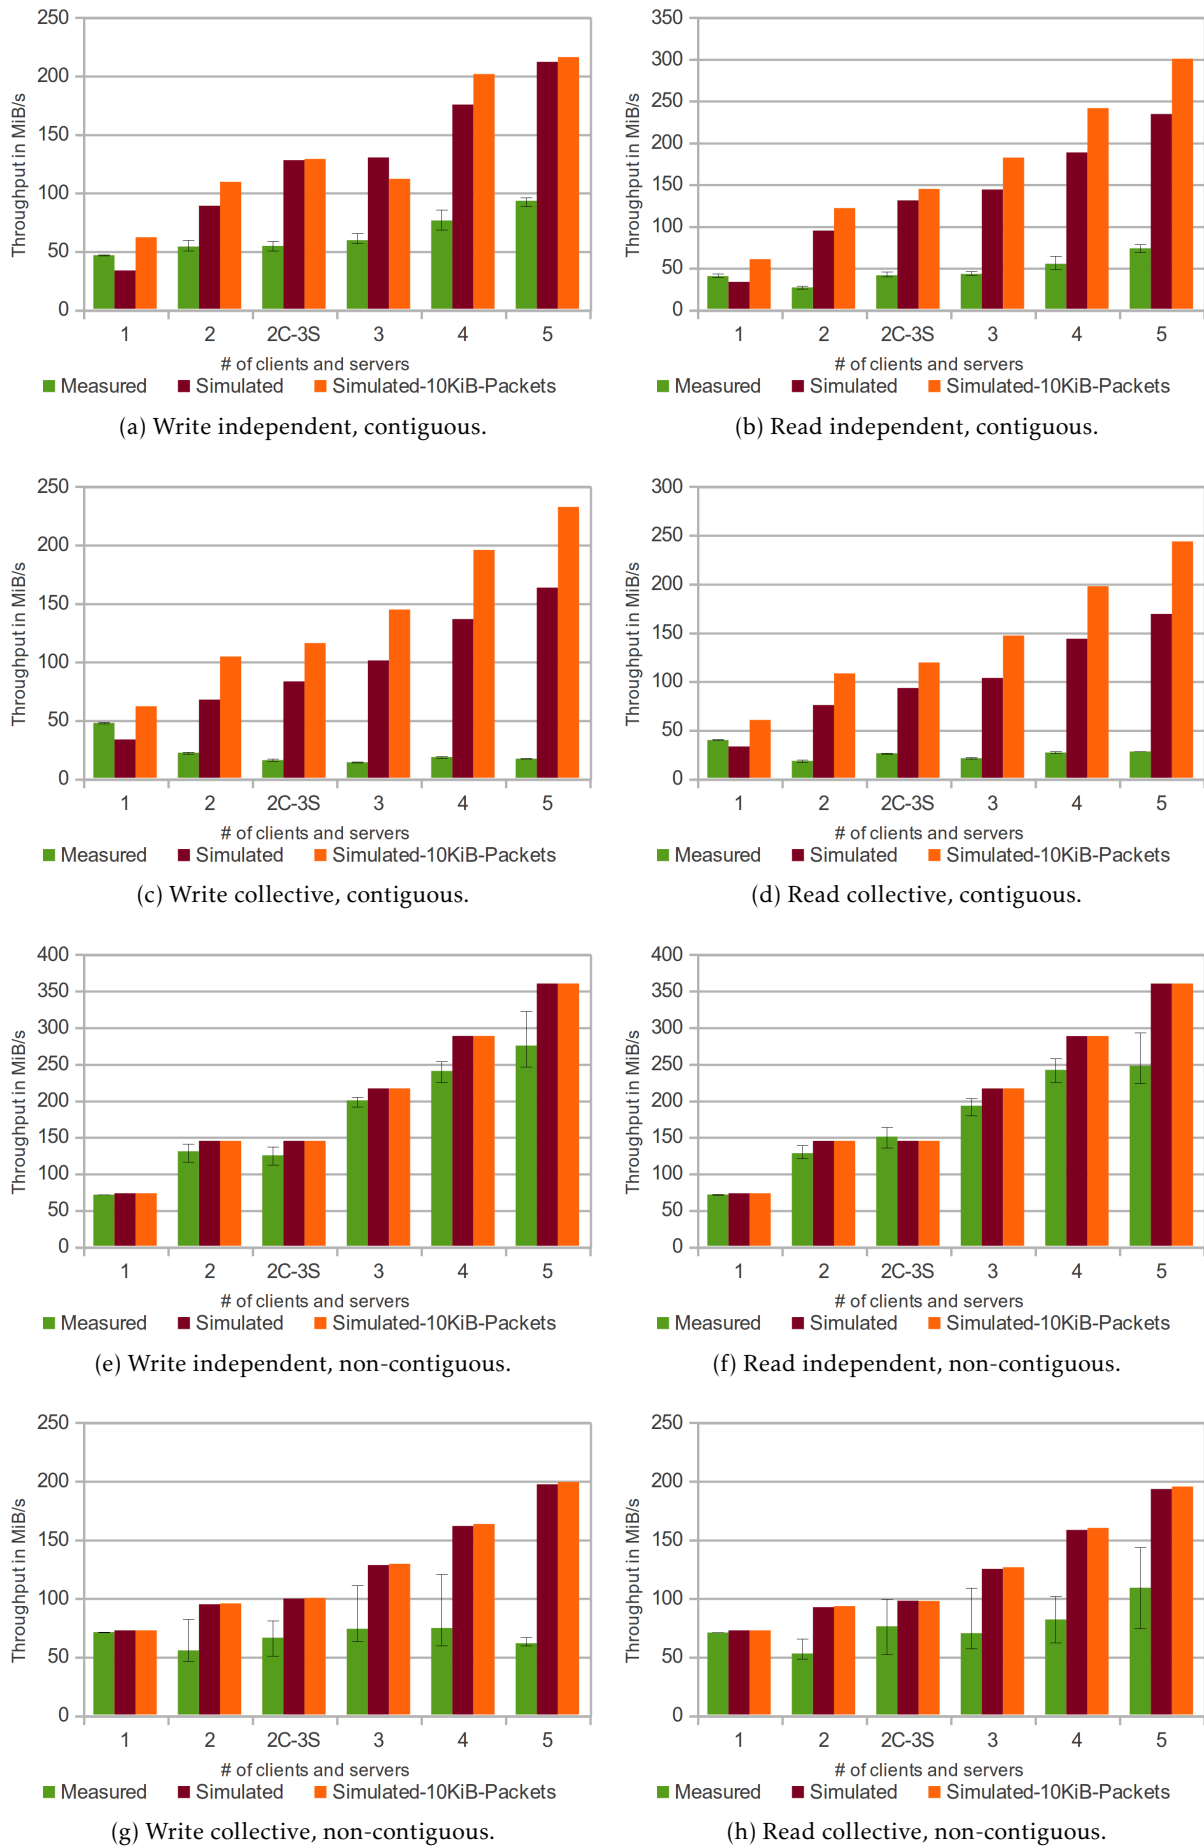 250
200
150
100
50
0
Throughput in MiB/s
1 2 2C-3S 3 4 5
# of clients and servers
Measured Simulated Simulated-10KiB-Packets
(a) Write independent, contiguous.
350
300
250
200
150
100
50
0
Throughput in MiB/s
1 2 2C-3S 3 4 5
# of clients and servers
Measured Simulated Simulated-10KiB-Packets
(b) Read independent, contiguous.
250
200
150
100
50
0
Throughput in MiB/s
1 2 2C-3S 3 4 5
# of clients and servers
Measured Simulated Simulated-10KiB-Packets
(c) Write collective, contiguous.
300
250
200
150
100
50
0
Throughput in MiB/s
1 2 2C-3S 3 4 5
# of clients and servers
Measured Simulated Simulated-10KiB-Packets
(d) Read collective, contiguous.
400
350
300
250
200
150
100
50
0
Throughput in MiB/s
1 2 2C-3S 3 4 5
# of clients and servers
Measured Simulated Simulated-10KiB-Packets
(e) Write independent, non-contiguous.
400
350
300
250
200
150
100
50
0
Throughput in MiB/s
1 2 2C-3S 3 4 5
# of clients and servers
Measured Simulated Simulated-10KiB-Packets
(f) Read independent, non-contiguous.
250
200
150
100
50
0
Throughput in MiB/s
1 2 2C-3S 3 4 5
# of clients and servers
Measured Simulated Simulated-10KiB-Packets
(g) Write collective, non-contiguous.
250
200
150
100
50
0
Throughput in MiB/s
1 2 2C-3S 3 4 5
# of clients and servers
Measured Simulated Simulated-10KiB-Packets
(h) Read collective, non-contiguous.